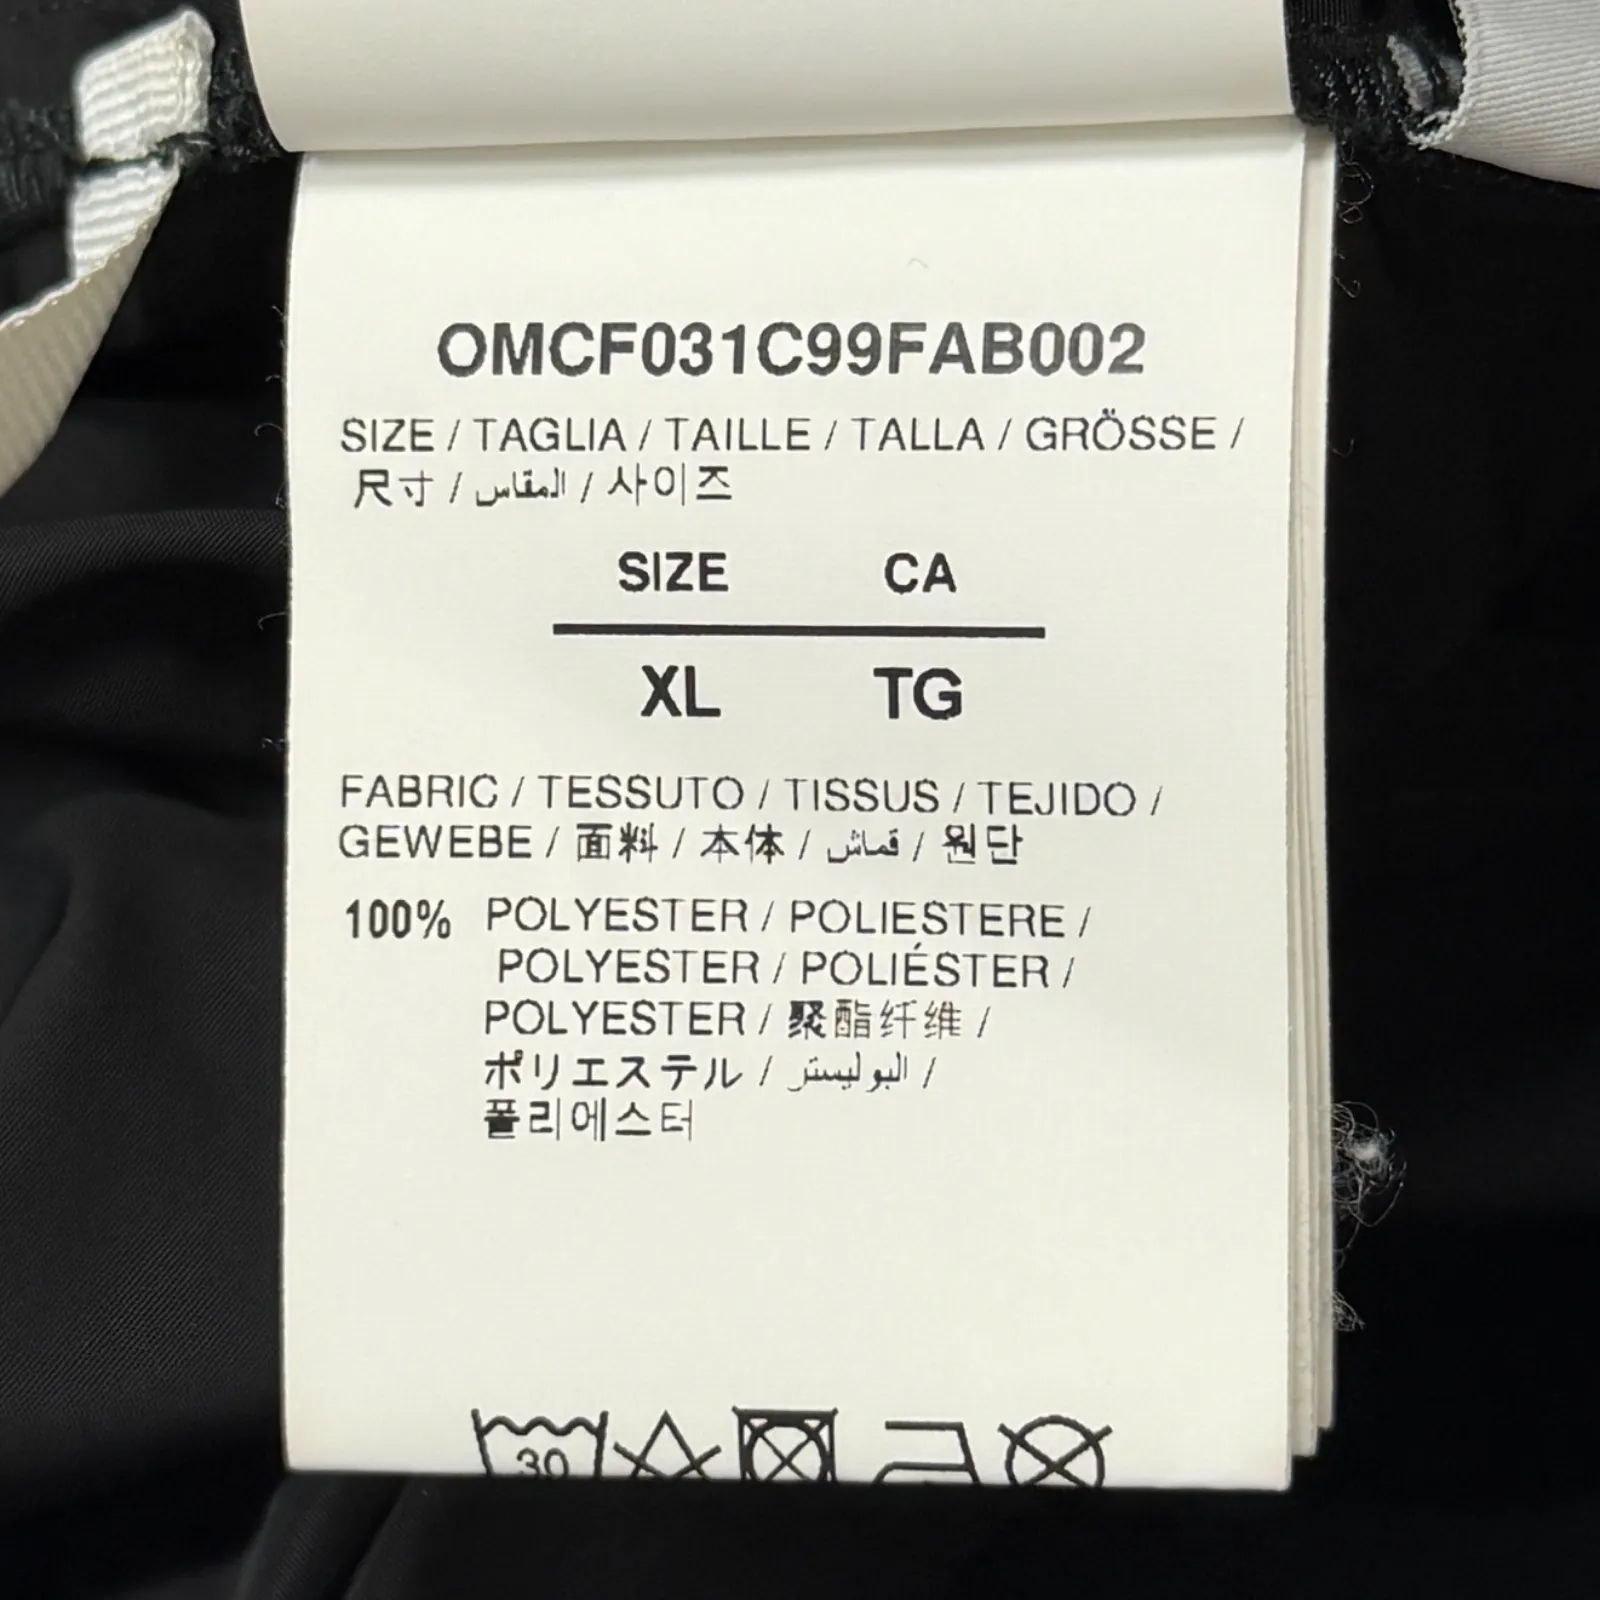 OMCF031C99FAB002
SIZE / TAGLIA / TAILLE / TALLA / GRÖSSE /
尺寸 / المقاس / 사이즈
SIZE CA
XL TG
FABRIC / TESSUTO / TISSUS / TEJIDO /
GEWEBE / 面料 / 本体 / قماش / 원단
100% POLYESTER / POLIESTERE /
POLYESTER / POLIÉSTER /
POLYESTER / 聚酯纤维 /
ポリエステル / البوليستر /
폴리에스터
30